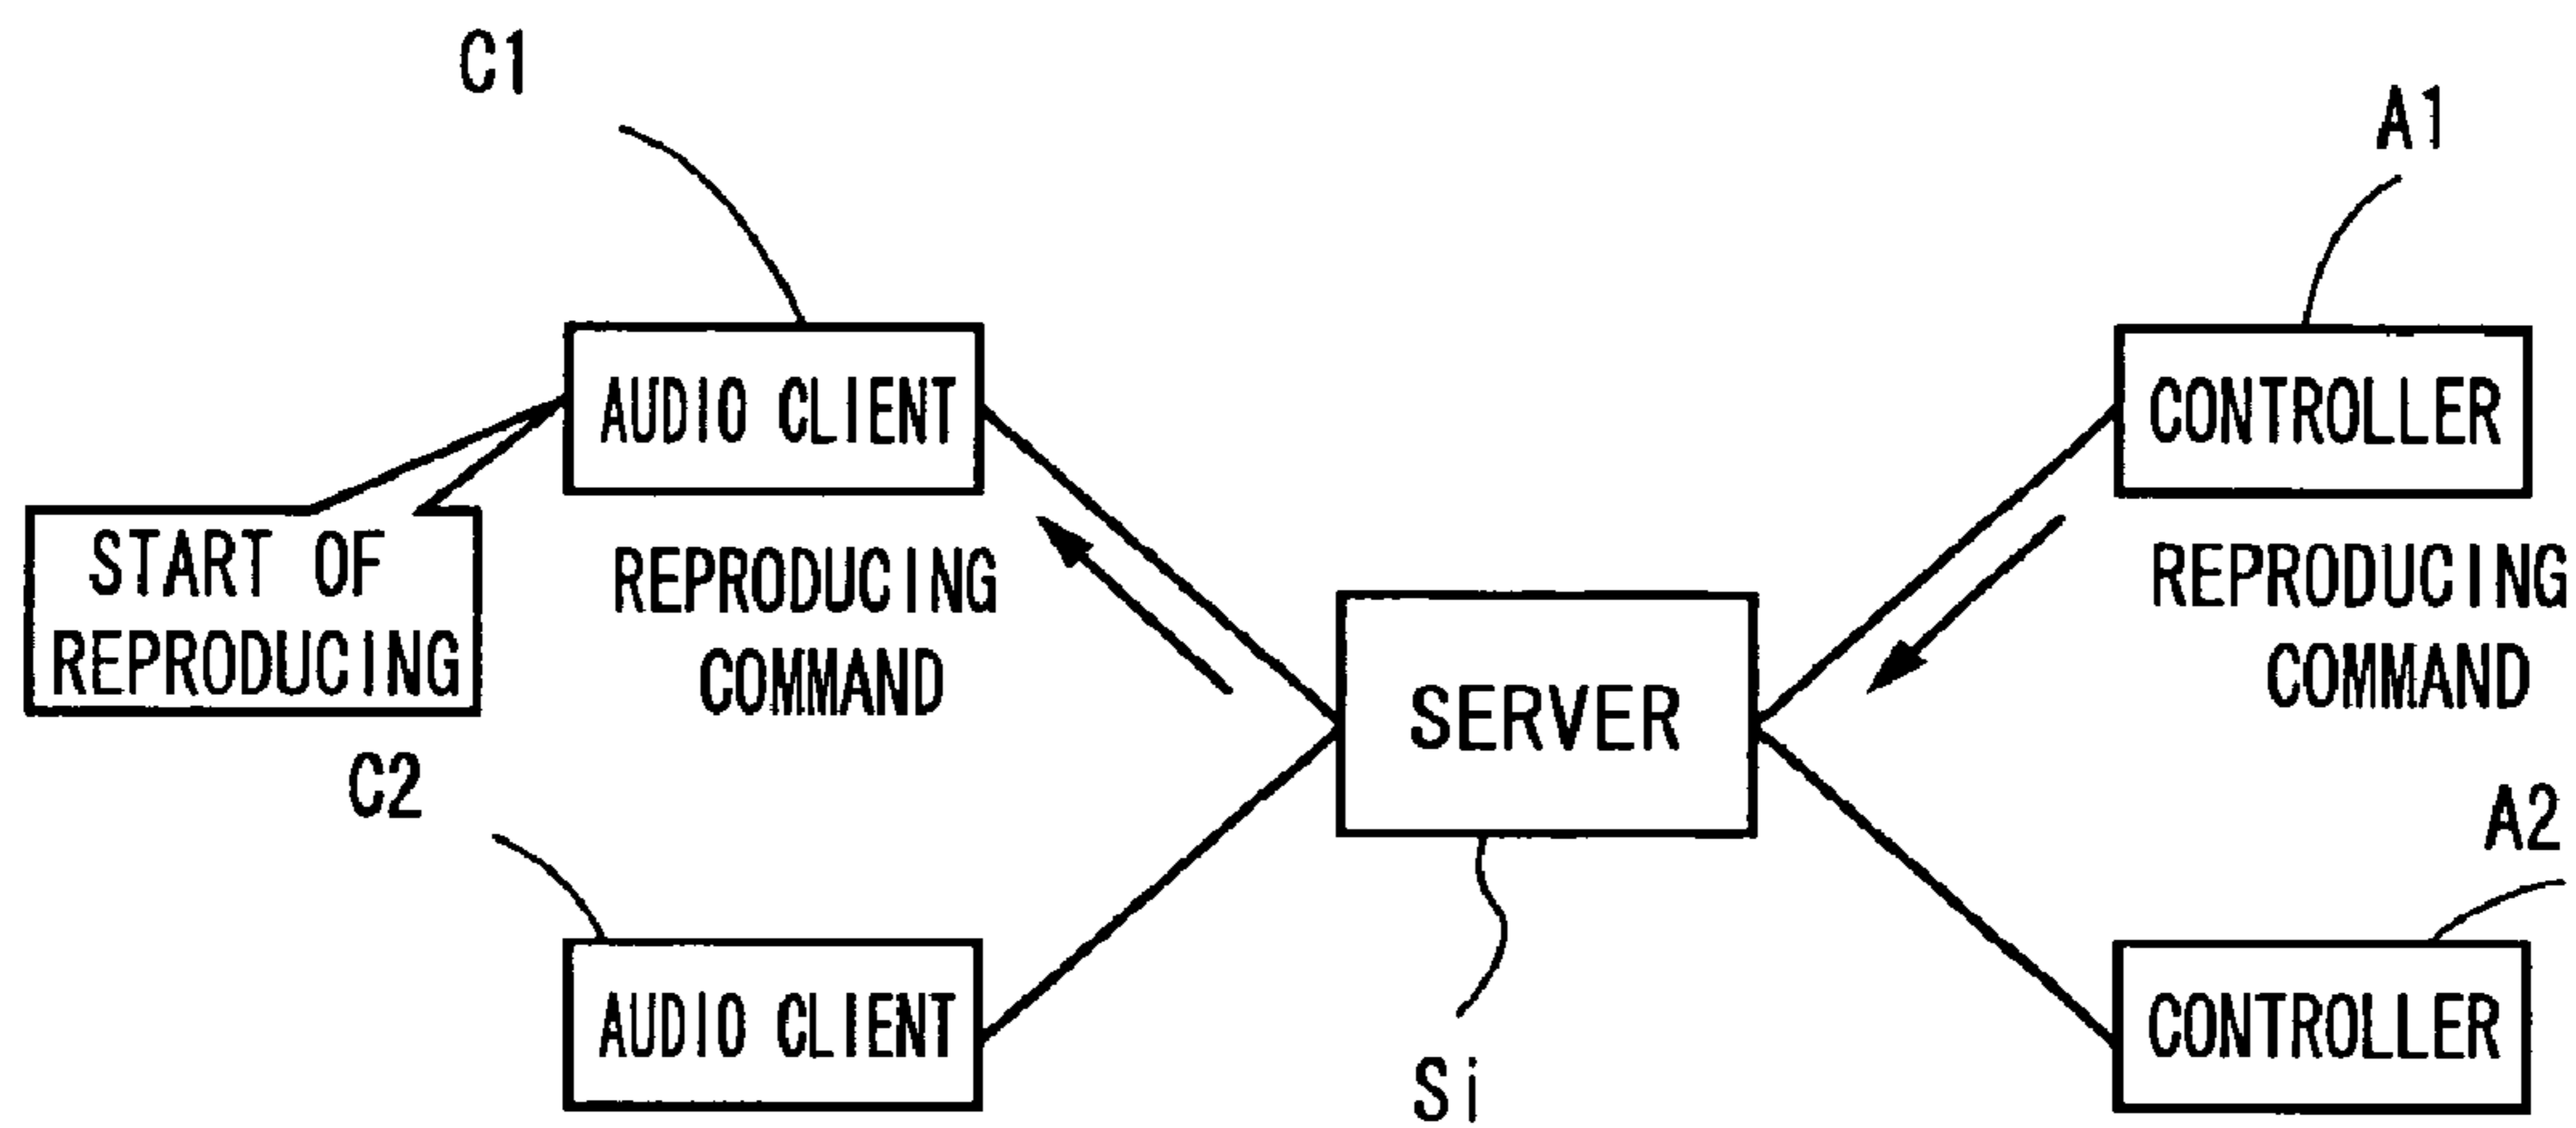 C1
A1
AUDIO CLIENT
CONTROLLER
START OF
REPRODUCING
REPRODUCING
COMMAND
REPRODUCING
COMMAND
SERVER
C2
A2
AUDIO CLIENT
CONTROLLER
Si